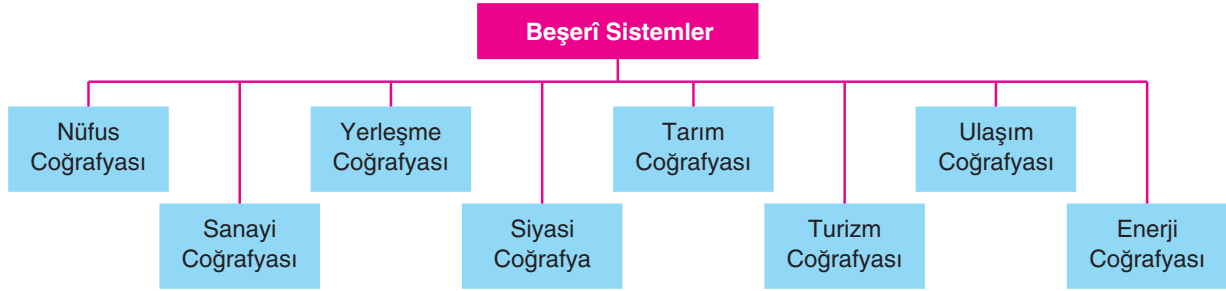 Beşerî Sistemler
Nüfus
Coğrafyası
Yerleşme
Coğrafyası
Tarım
Coğrafyası
Ulaşım
Coğrafyası
Sanayi
Coğrafyası
Siyasi
Coğrafya
Turizm
Coğrafyası
Enerji
Coğrafyası